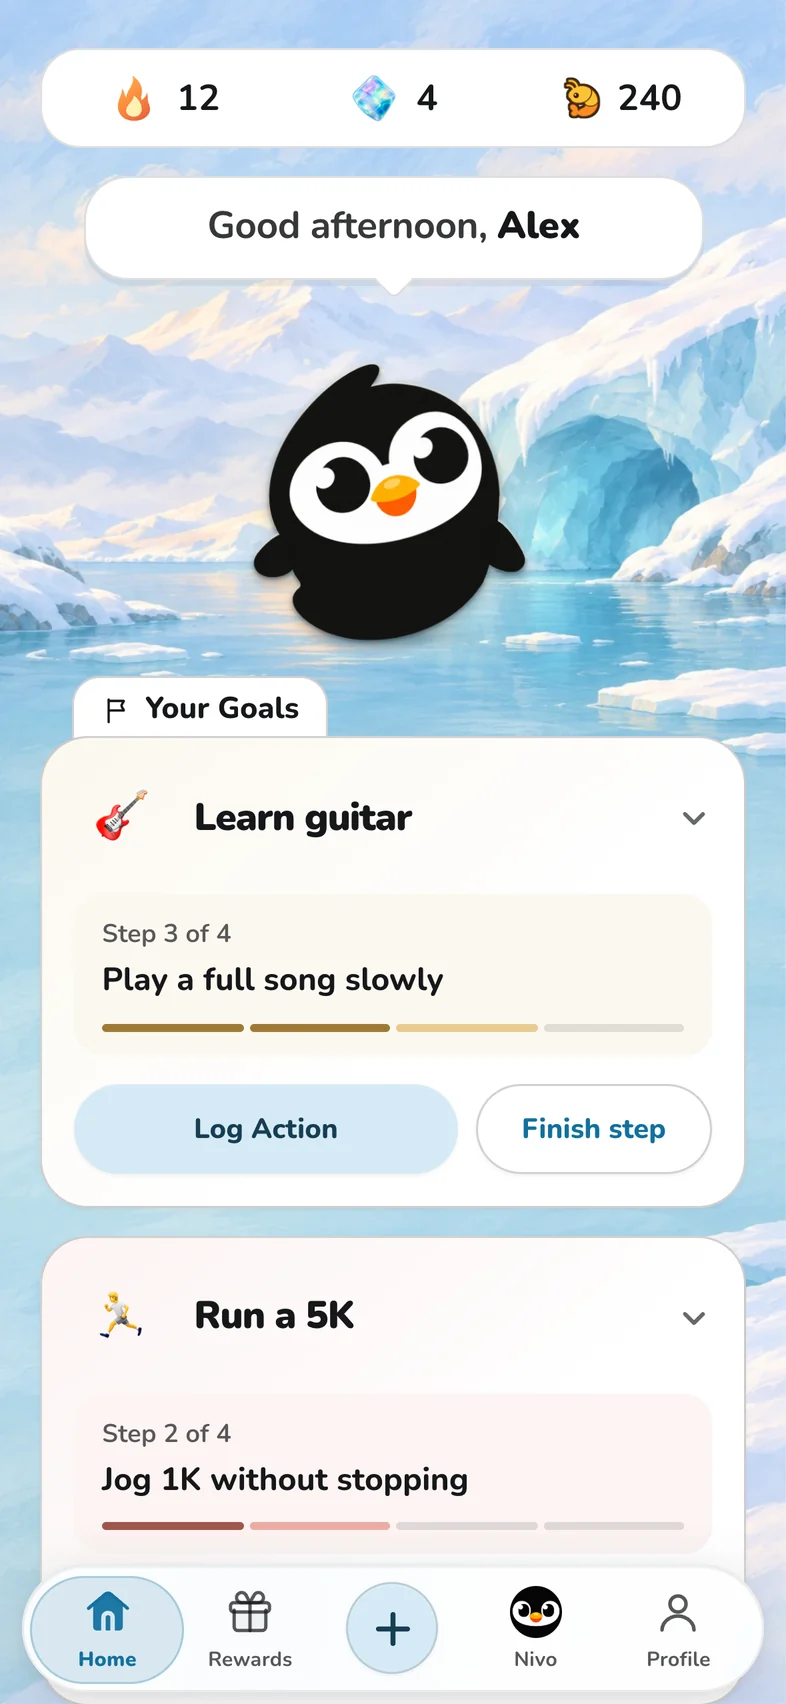 12 4 240
Good afternoon, Alex
Your Goals
Learn guitar
Step 3 of 4
Play a full song slowly
Log Action Finish step
Run a 5K
Step 2 of 4
Jog 1K without stopping
Home Rewards Nivo Profile